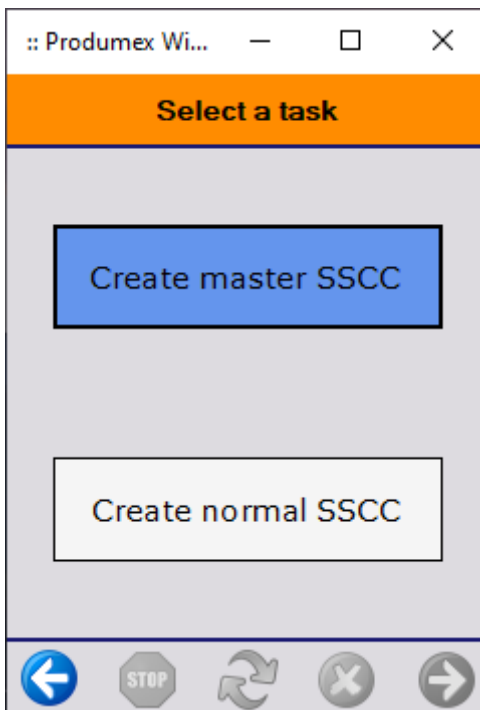 :: Produmex Wi...
Select a task
Create master SSCC
Create normal SSCC
STOP